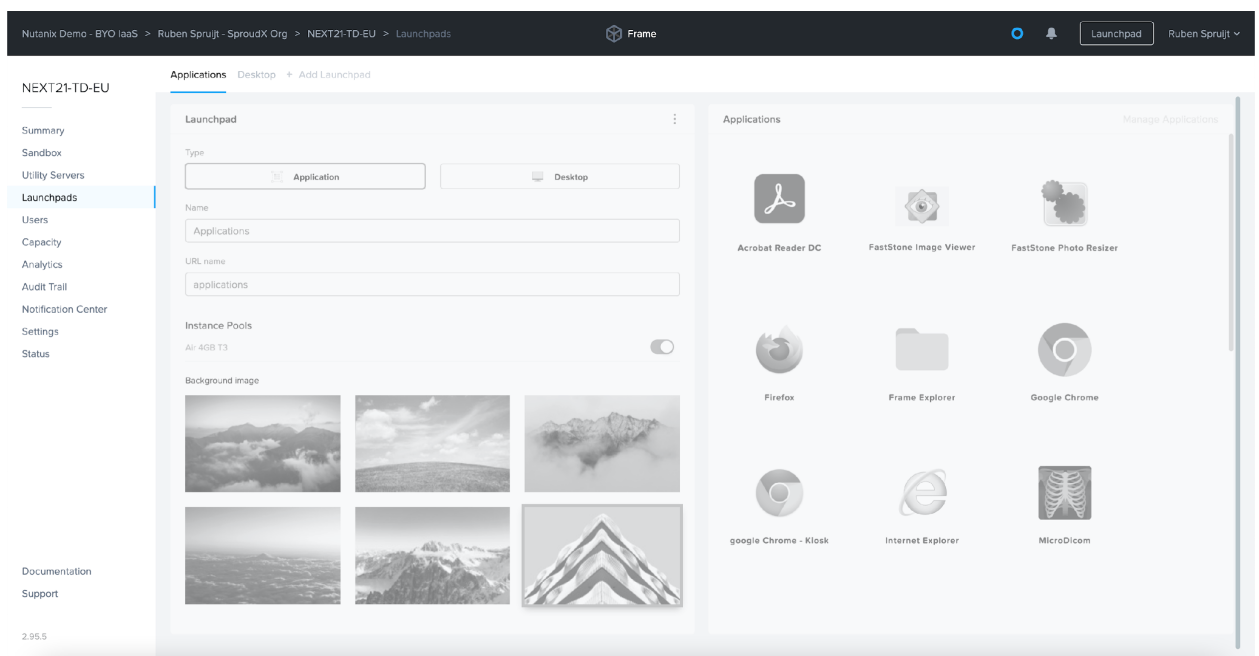 Nutanix Demo - BYO IaaS > Ruben Spruijt - SproudX Org > NEXT21-TD-EU > Launchpads
Frame
Launchpad
Ruben Spruijt
NEXT21-TD-EU
Summary
Sandbox
Utility Servers
Launchpads
Users
Capacity
Analytics
Audit Trail
Notification Center
Settings
Status
Documentation
Support
2.95.5
Applications
Desktop
+ Add Launchpad
Launchpad
Type
Application
Desktop
Name
Applications
URL name
applications
Instance Pools
Air 4GB T3
Background image
Applications
Manage Applications
Acrobat Reader DC
FastStone Image Viewer
FastStone Photo Resizer
Firefox
Frame Explorer
Google Chrome
google Chrome - Kiosk
Internet Explorer
MicroDicom